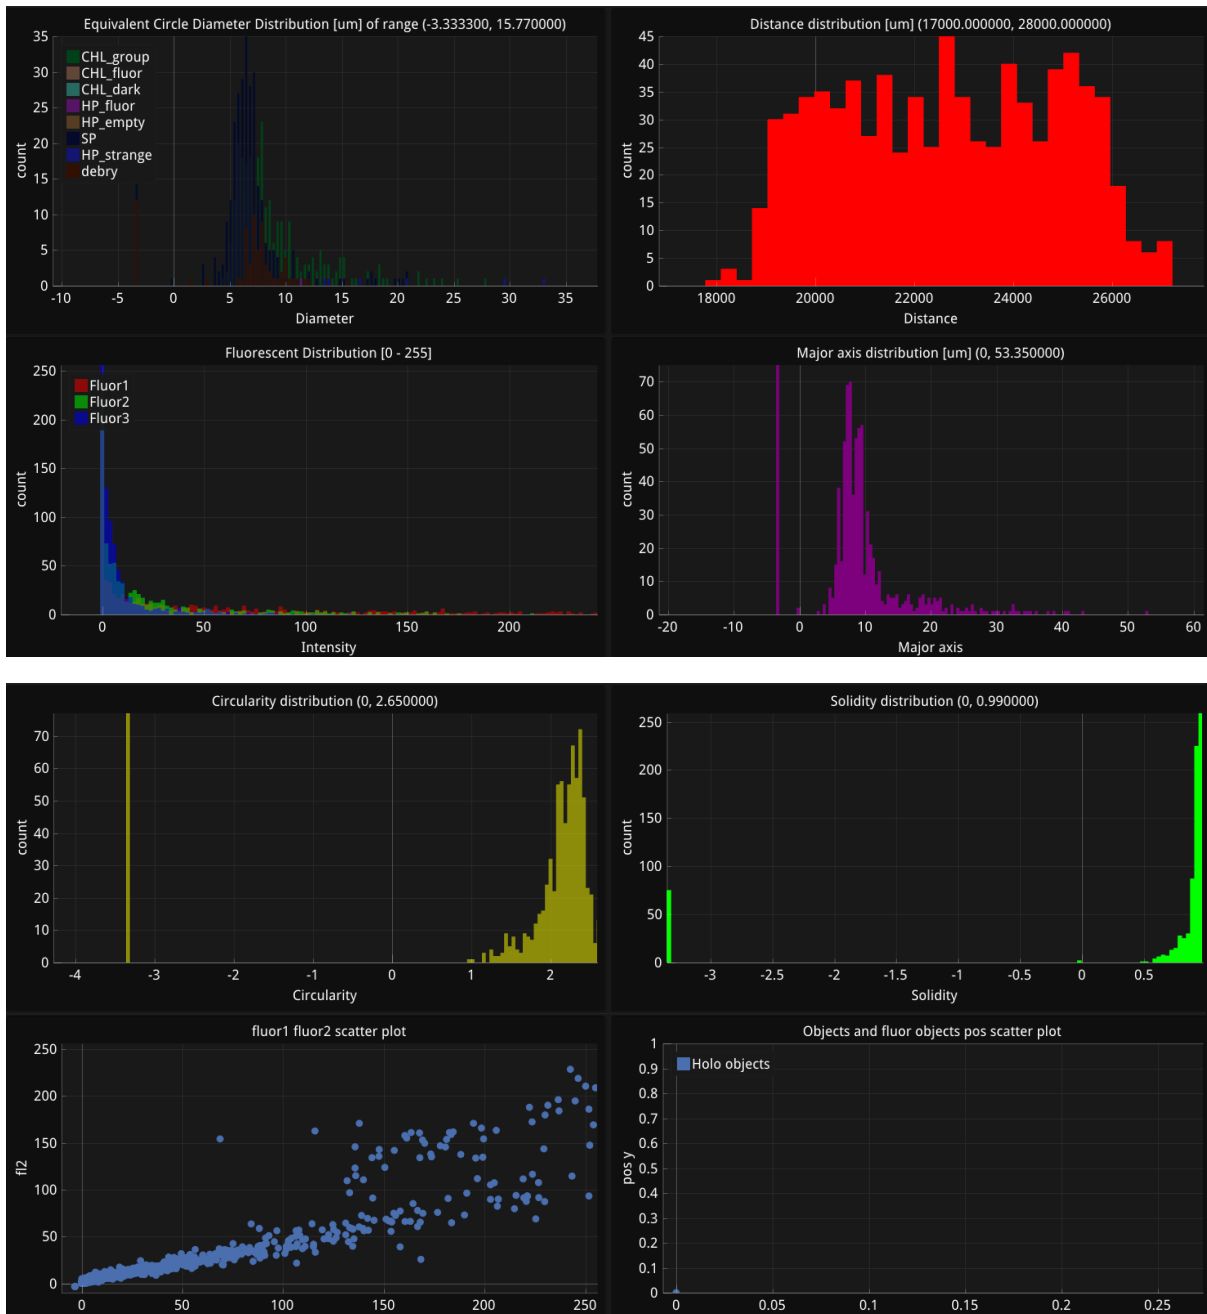 Equivalent Circle Diameter Distribution [um] of range (-3.333300, 15.770000)
35
30
25
20
15
10
5
0
count
CHL_group
CHL_fluor
CHL_dark
HP_fluor
HP_empty
SP
HP_strange
debry
-10 -5 0 5 10 15 20 25 30 35
Diameter
Distance distribution [um] (17000.000000, 28000.000000)
45
40
35
30
25
20
15
10
5
0
count
18000 20000 22000 24000 26000
Distance
Fluorescent Distribution [0 - 255]
250
200
150
100
50
0
count
Fluor1
Fluor2
Fluor3
0 50 100 150 200
Intensity
Major axis distribution [um] (0, 53.350000)
70
60
50
40
30
20
10
0
count
-20 -10 0 10 20 30 40 50 60
Major axis
Circularity distribution (0, 2.650000)
70
60
50
40
30
20
10
0
count
-4 -3 -2 -1 0 1 2
Circularity
Solidity distribution (0, 0.990000)
250
200
150
100
50
0
count
-3 -2.5 -2 -1.5 -1 -0.5 0 0.5
Solidity
fluor1 fluor2 scatter plot
250
200
150
100
50
0
fl2
0 50 100 150 200 250
Objects and fluor objects pos scatter plot
1
0.9
0.8
0.7
0.6
0.5
0.4
0.3
0.2
0.1
0
pos y
Holo objects
0 0.05 0.1 0.15 0.2 0.25